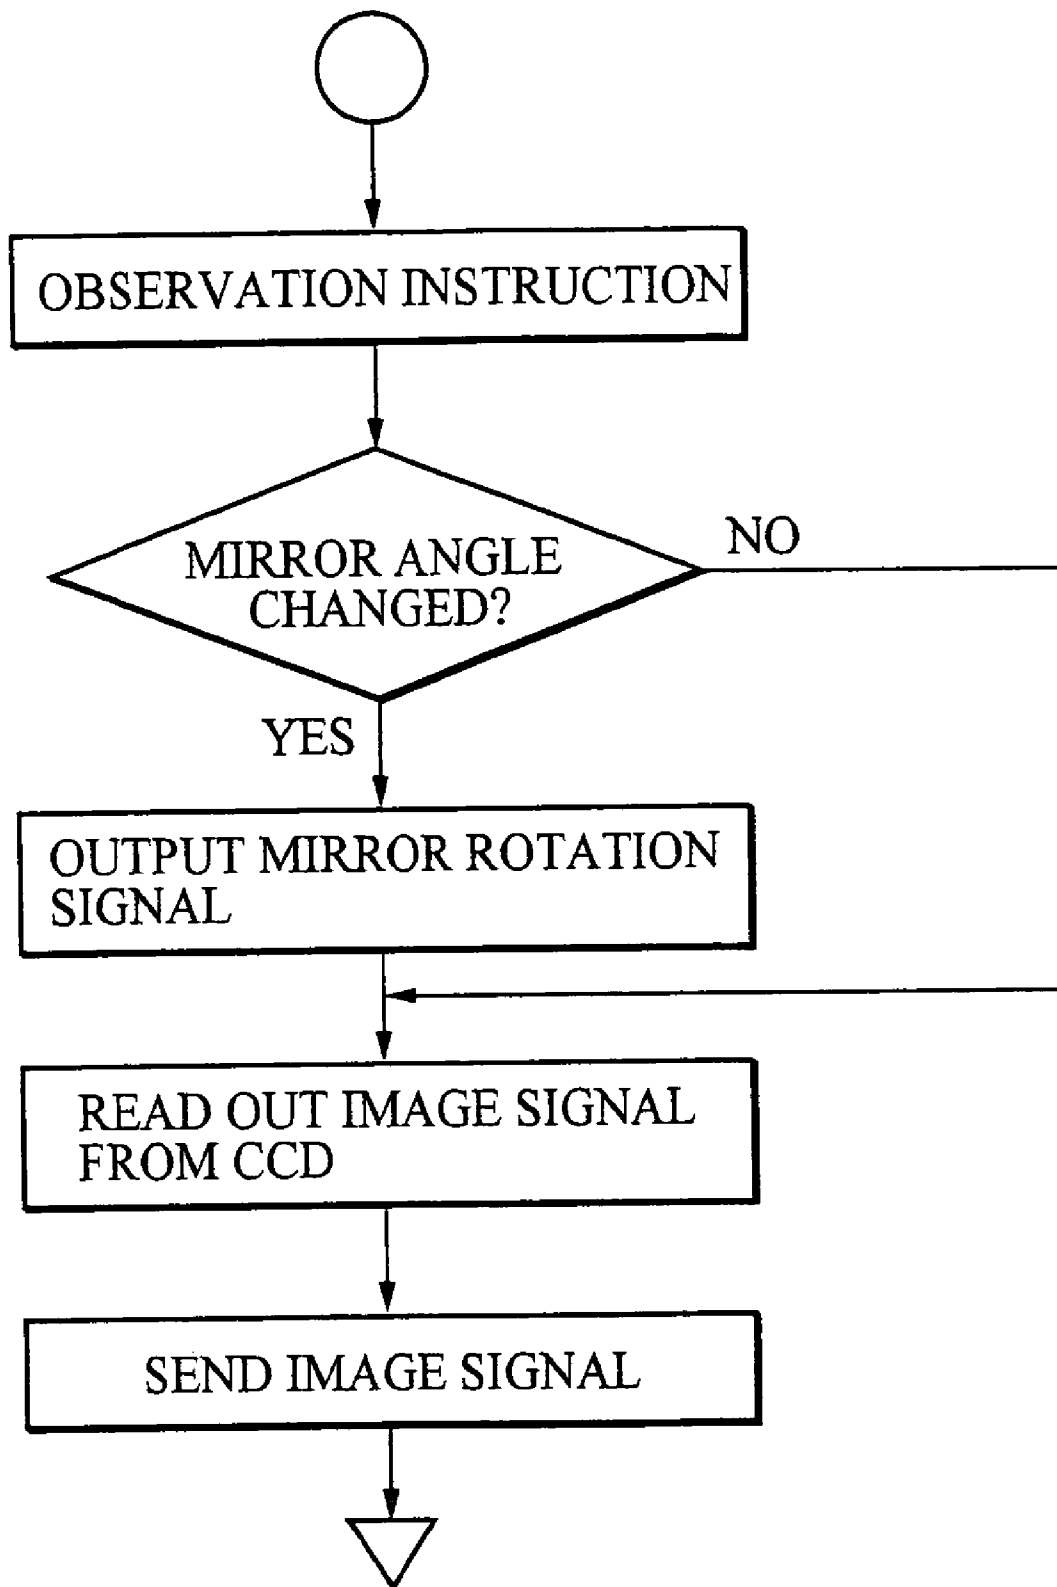 OBSERVATION INSTRUCTION
MIRROR ANGLE
CHANGED?
NO
YES
OUTPUT MIRROR ROTATION
SIGNAL
READ OUT IMAGE SIGNAL
FROM CCD
SEND IMAGE SIGNAL